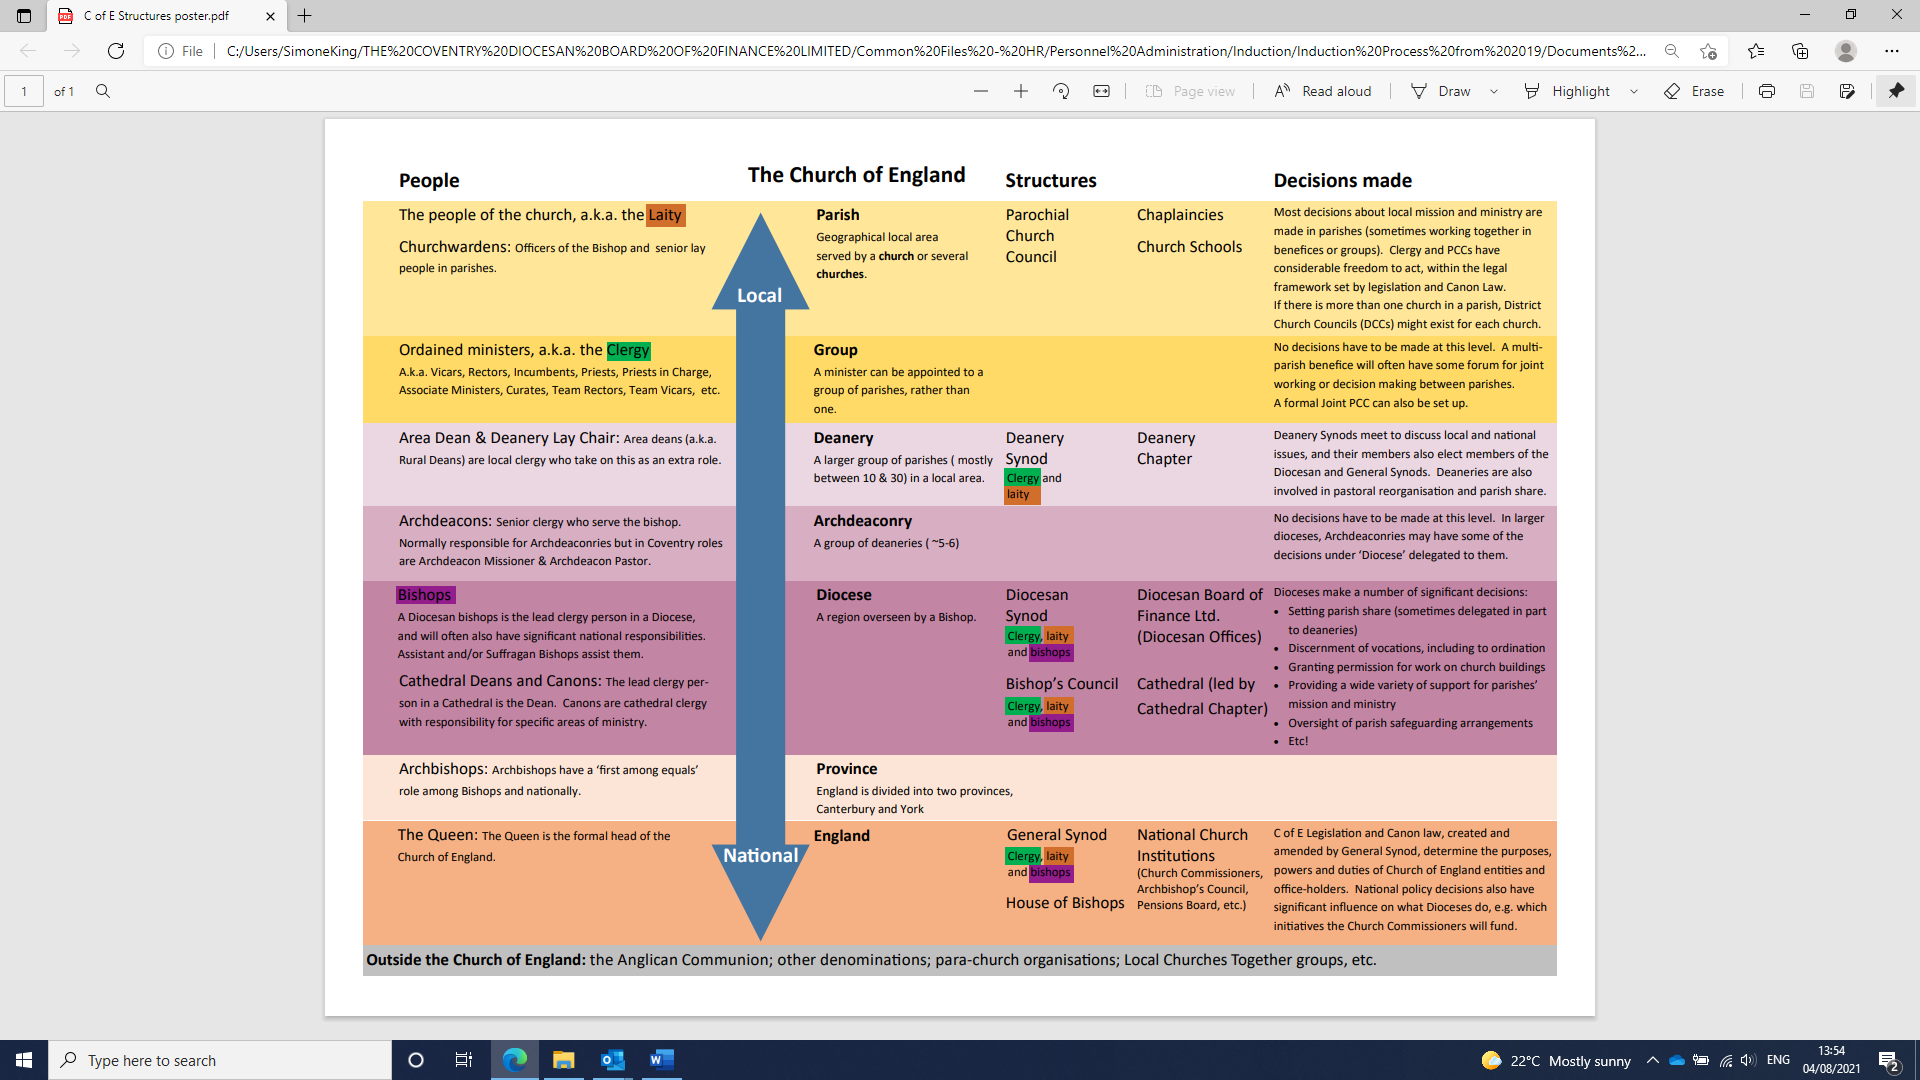 C of E Structures poster.pdf
File
C:/Users/SimoneKing/THE%20COVENTRY%20DIOCESAN%20BOARD%20OF%20FINANCE%20LIMITED/Common%20Files%20-%20HR/Personnel%20Administration/Induction/Induction%20Process%20from%202019/Documents%2...
1 of 1
Page view
Read aloud
Draw
Highlight
Erase
People
The Church of England
Structures
Decisions made
The people of the church, a.k.a. the Laity
Churchwardens: Officers of the Bishop and senior lay
people in parishes.
Local
Parish
Geographical local area
served by a church or several
churches.
Parochial
Church
Council
Chaplaincies
Church Schools
Most decisions about local mission and ministry are
made in parishes (sometimes working together in
benefices or groups). Clergy and PCCs have
considerable freedom to act, within the legal
framework set by legislation and Canon Law.
If there is more than one church in a parish, District
Church Councils (DCCs) might exist for each church.
Ordained ministers, a.k.a. the Clergy
A.k.a. Vicars, Rectors, Incumbents, Priests, Priests in Charge,
Associate Ministers, Curates, Team Rectors, Team Vicars, etc.
Group
A minister can be appointed to a
group of parishes, rather than
one.
No decisions have to be made at this level. A multi-
parish benefice will often have some forum for joint
working or decision making between parishes.
A formal Joint PCC can also be set up.
Area Dean & Deanery Lay Chair: Area deans (a.k.a.
Rural Deans) are local clergy who take on this as an extra role.
Deanery
A larger group of parishes ( mostly
between 10 & 30) in a local area.
Deanery
Synod
Clergy and
laity
Deanery
Chapter
Deanery Synods meet to discuss local and national
issues, and their members also elect members of the
Diocesan and General Synods. Deaneries are also
involved in pastoral reorganisation and parish share.
Archdeacons: Senior clergy who serve the bishop.
Normally responsible for Archdeaconries but in Coventry roles
are Archdeacon Missioner & Archdeacon Pastor.
Archdeaconry
A group of deaneries ( ~5-6)
No decisions have to be made at this level. In larger
dioceses, Archdeaconries may have some of the
decisions under ‘Diocese’ delegated to them.
Bishops
A Diocesan bishops is the lead clergy person in a Diocese,
and will often also have significant national responsibilities.
Assistant and/or Suffragan Bishops assist them.
Cathedral Deans and Canons: The lead clergy per-
son in a Cathedral is the Dean. Canons are cathedral clergy
with responsibility for specific areas of ministry.
Diocese
A region overseen by a Bishop.
Diocesan
Synod
Clergy, laity
and bishops
Bishop’s Council
Clergy, laity
and bishops
Diocesan Board of
Finance Ltd.
(Diocesan Offices)
Cathedral (led by
Cathedral Chapter)
Dioceses make a number of significant decisions:
• Setting parish share (sometimes delegated in part
to deaneries)
• Discernment of vocations, including to ordination
• Granting permission for work on church buildings
• Providing a wide variety of support for parishes’
mission and ministry
• Oversight of parish safeguarding arrangements
• Etc!
Archbishops: Archbishops have a ‘first among equals’
role among Bishops and nationally.
Province
England is divided into two provinces,
Canterbury and York
The Queen: The Queen is the formal head of the
Church of England.
National
England
General Synod
Clergy, laity
and bishops
House of Bishops
National Church
Institutions
(Church Commissioners,
Archbishop’s Council,
Pensions Board, etc.)
C of E Legislation and Canon law, created and
amended by General Synod, determine the purposes,
powers and duties of Church of England entities and
office-holders. National policy decisions also have
significant influence on what Dioceses do, e.g. which
initiatives the Church Commissioners will fund.
Outside the Church of England: the Anglican Communion; other denominations; para-church organisations; Local Churches Together groups, etc.
Type here to search
22°C Mostly sunny
ENG
13:54
04/08/2021
2